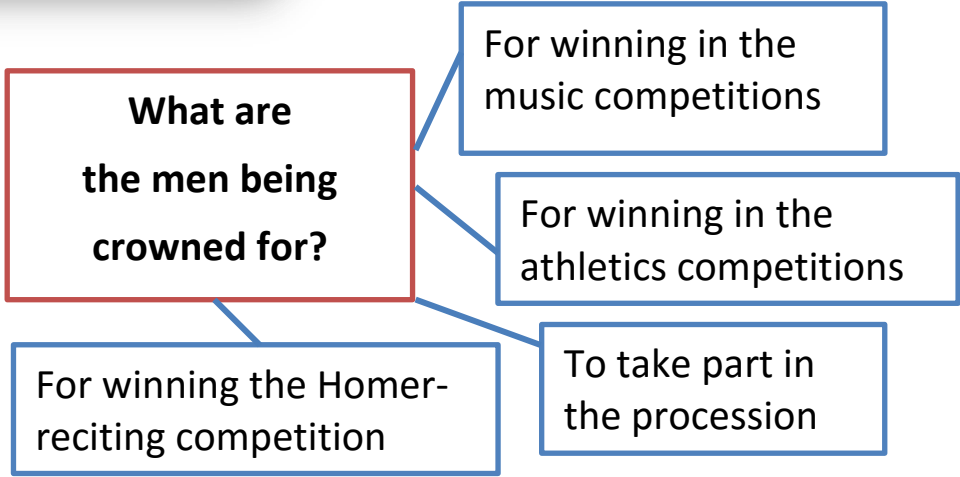 What are
the men being
crowned for?
For winning in the
music competitions
For winning in the
athletics competitions
To take part in
the procession
For winning the Homer-
reciting competition